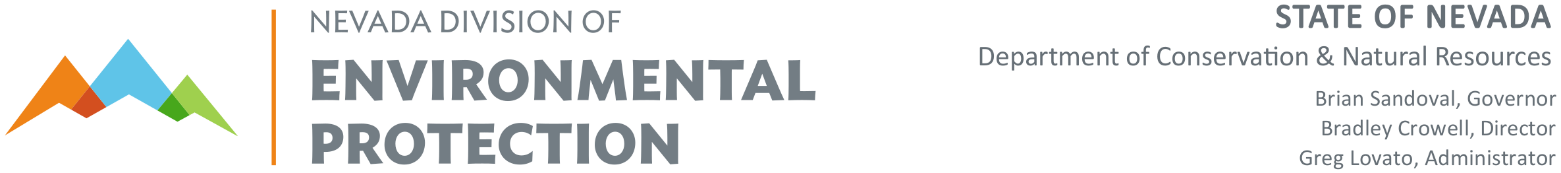 NEVADA DIVISION OF
ENVIRONMENTAL
PROTECTION
STATE OF NEVADA
Department of Conservation & Natural Resources
Brian Sandoval, Governor
Bradley Crowell, Director
Greg Lovato, Administrator